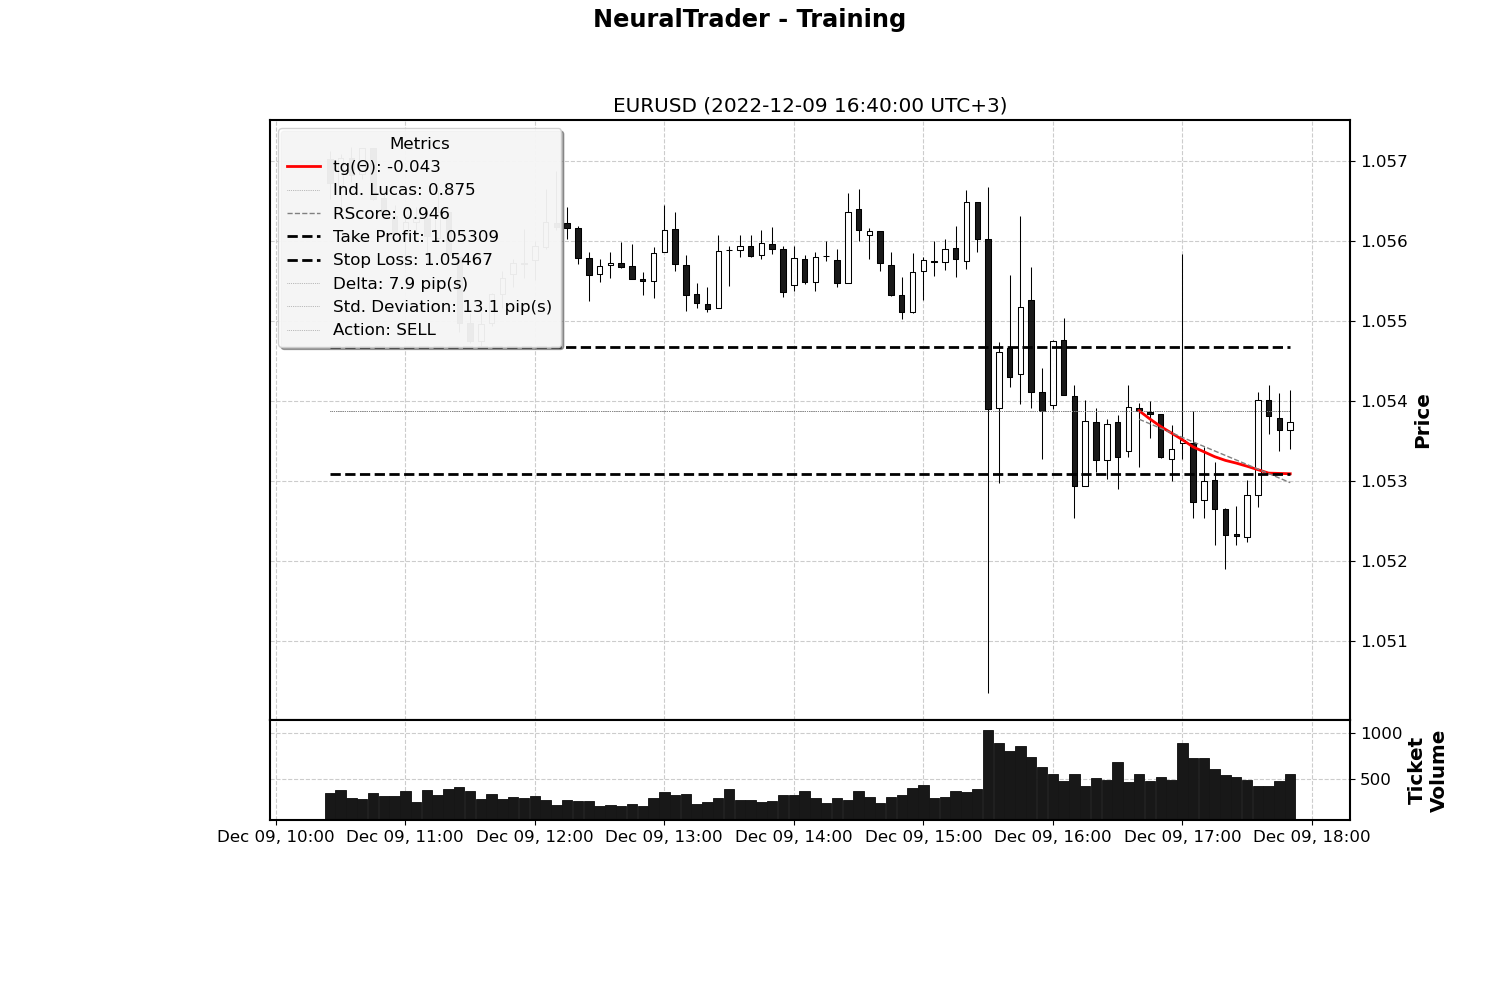 NeuralTrader - Training
EURUSD (2022-12-09 16:40:00 UTC+3)
Metrics
tg(Θ): -0.043
Ind. Lucas: 0.875
RScore: 0.946
Take Profit: 1.05309
Stop Loss: 1.05467
Delta: 7.9 pip(s)
Std. Deviation: 13.1 pip(s)
Action: SELL
1.057
1.056
1.055
1.054
1.053
1.052
1.051
Price
1000
500
Ticket
Volume
Dec 09, 10:00 Dec 09, 11:00 Dec 09, 12:00 Dec 09, 13:00 Dec 09, 14:00 Dec 09, 15:00 Dec 09, 16:00 Dec 09, 17:00 Dec 09, 18:00